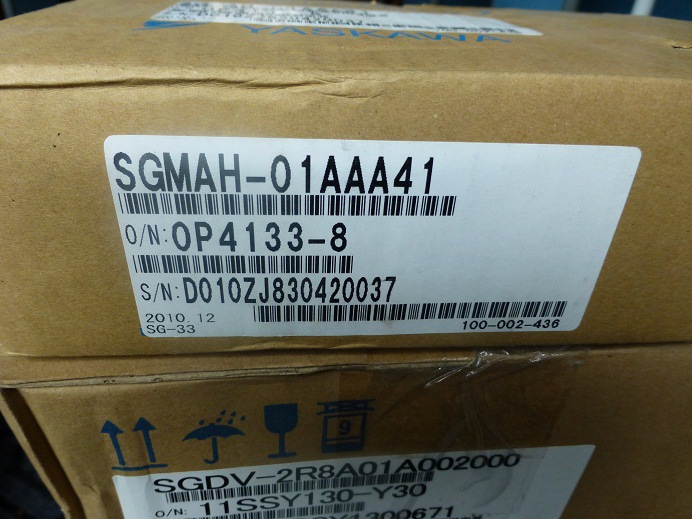 YASKAWA
SGMAH-01AAA41
O/N: OP4133-8
S/N: D010ZJ830420037
2010.12
SG-33
100-002-436
9
SGDV-2R8A01A002000
O/N: 11SSY130-Y30